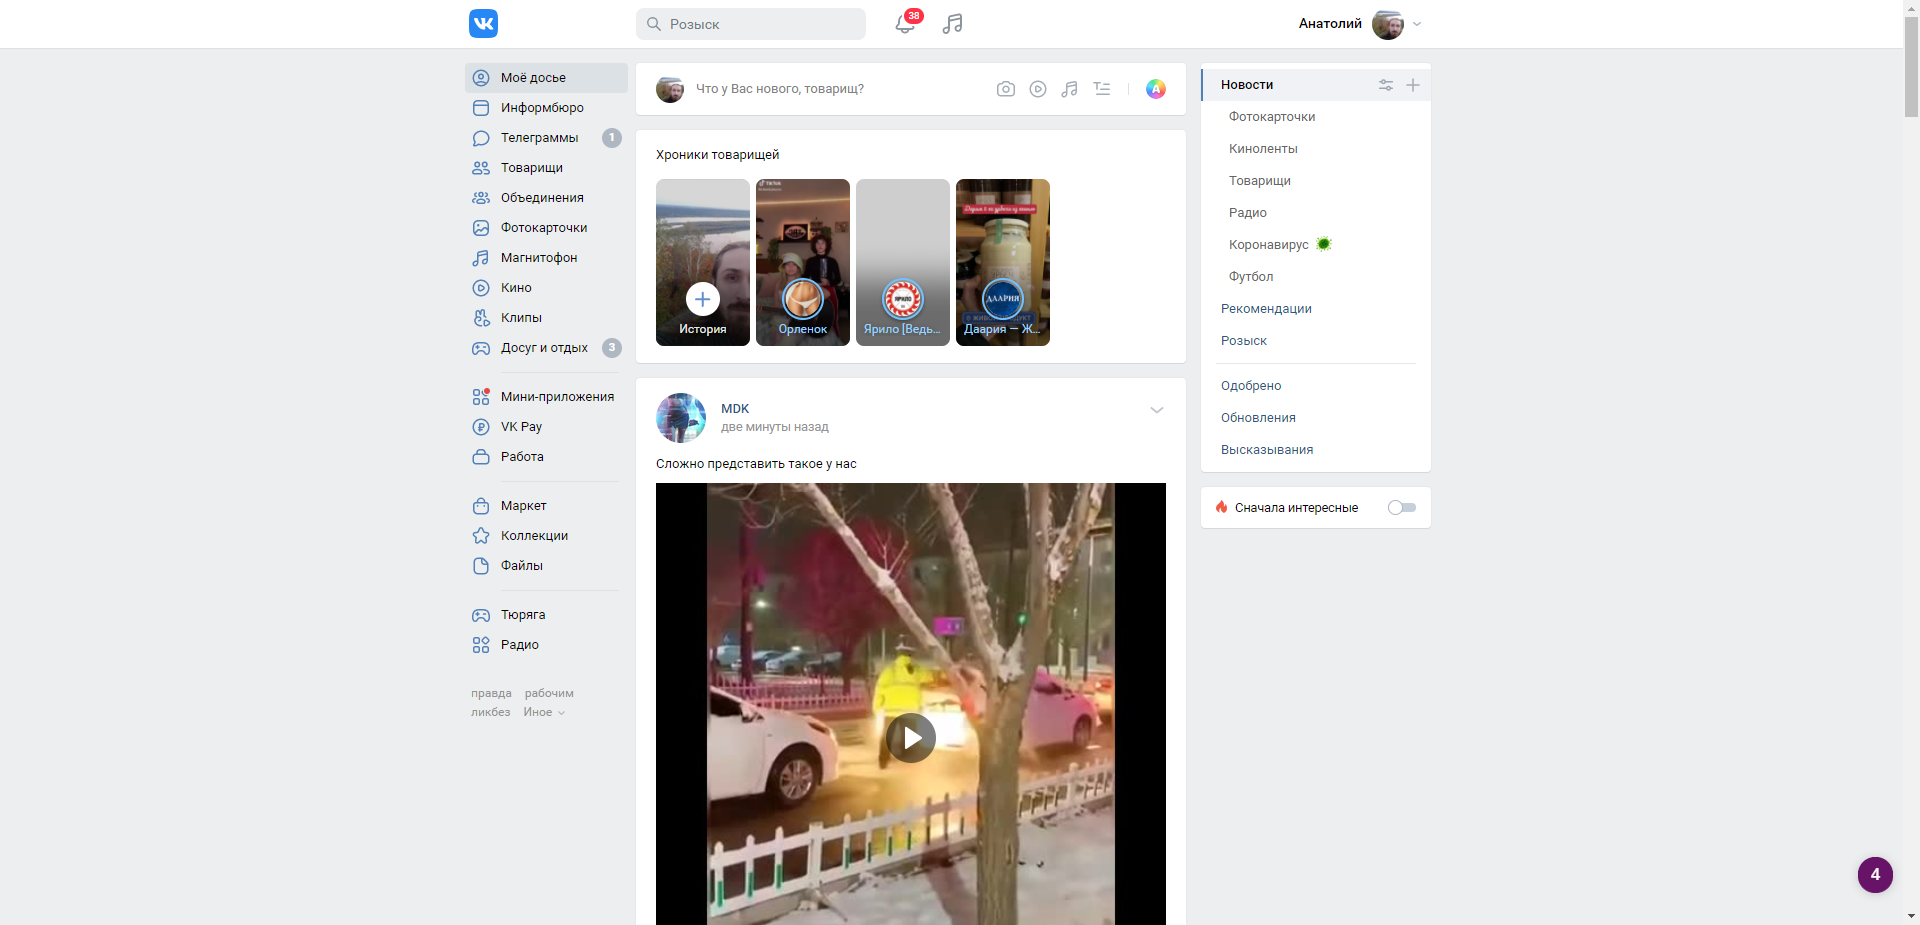 Розыск
38
Анатолий
Моё досье
Информбюро
Телеграммы 1
Товарищи
Объединения
Фотокарточки
Магнитофон
Кино
Клипы
Досуг и отдых 3
Мини-приложения
VK Pay
Работа
Маркет
Коллекции
Файлы
Тюряга
Радио
правда рабочим
ликбез Иное
Что у Вас нового, товарищ?
Хроники товарищей
История
Орленок
ЯРИЛО
Ярило [Ведь...
ДААРИЯ
Даария — Ж...
MDK
две минуты назад
Сложно представить такое у нас
Новости
Фотокарточки
Киноленты
Товарищи
Радио
Коронавирус
Футбол
Рекомендации
Розыск
Одобрено
Обновления
Высказывания
Сначала интересные
4